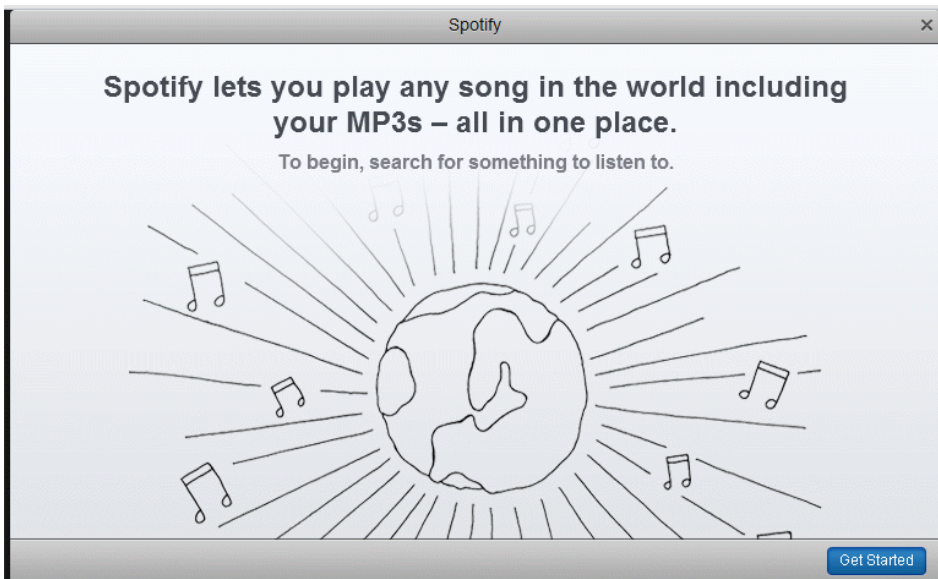 Spotify
Spotify lets you play any song in the world including
your MP3s – all in one place.
To begin, search for something to listen to.
Get Started